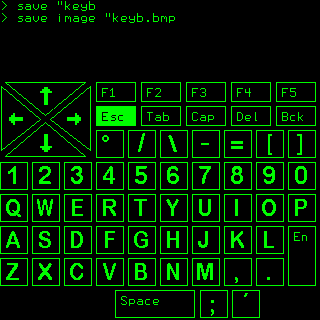 > save "keyb
> save image "keyb.bmp
F1 F2 F3 F4 F5
Esc Tab Cap Del Bck
° / \ - = [ ]
1 2 3 4 5 6 7 8 9 0
Q W E R T Y U I O P
A S D F G H J K L En
Z X C V B N M , .
Space ; ´